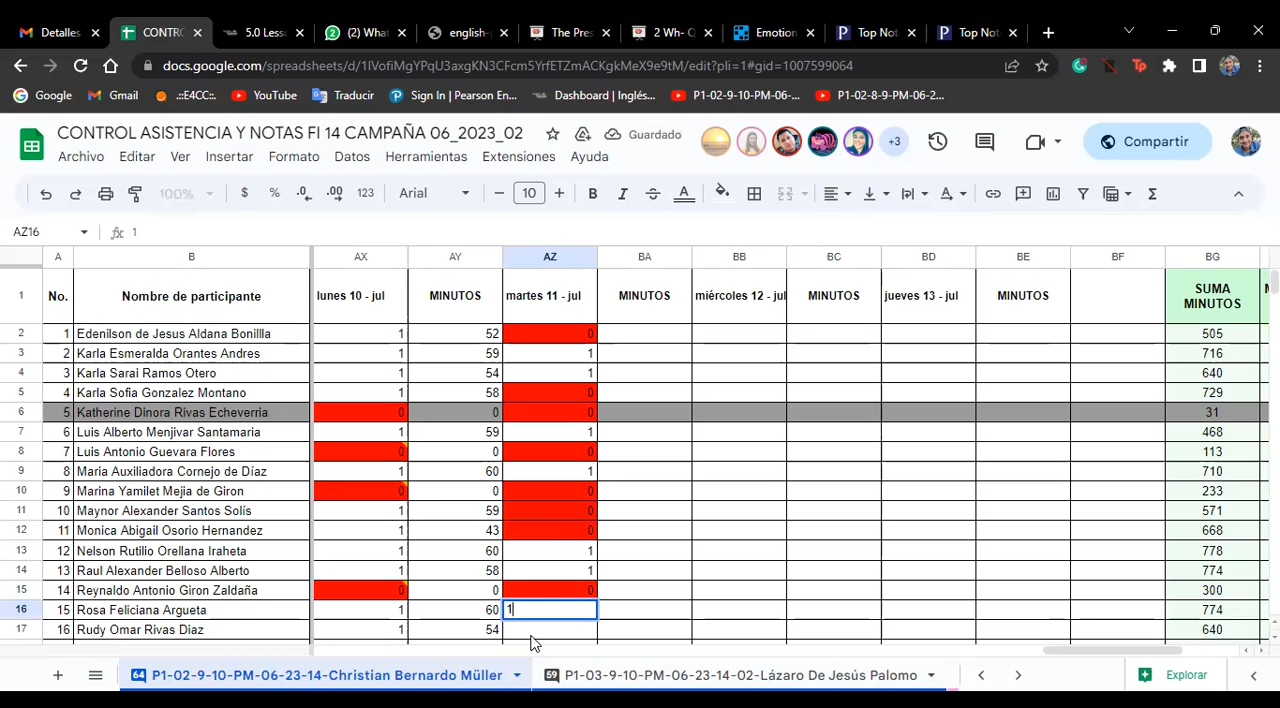 Detalles
CONTRO
5.0 Less
(2) What
english-
The Pres
2 Wh- C
Emotion
Top Not
Top Not
docs.google.com/spreadsheets/d/1IVofiMgYPqU3axgKN3CFcm5YrfETZmACKgkMeX9e9tM/edit?pli=1#gid=1007599064
Google
Gmail
.::E4CC::.
YouTube
Traducir
Sign In | Pearson En...
Dashboard | Inglés,...
P1-02-9-10-PM-06-...
P1-02-8-9-PM-06-2...
CONTROL ASISTENCIA Y NOTAS FI 14 CAMPAÑA 06_2023_02
Guardado
+3
Compartir
Archivo Editar Ver Insertar Formato Datos Herramientas Extensiones Ayuda
100% $ % .0 .00 123 Arial 10 B I S A
AZ16 fx 1
A B AX AY AZ BA BB BC BD BE BF BG
1 No. Nombre de participante lunes 10 - jul MINUTOS martes 11 - jul MINUTOS miércoles 12 - jul MINUTOS jueves 13 - jul MINUTOS SUMA MINUTOS
2 1 Edenilson de Jesus Aldana Bonillla 1 52 0 505
3 2 Karla Esmeralda Orantes Andres 1 59 1 716
4 3 Karla Sarai Ramos Otero 1 54 1 640
5 4 Karla Sofia Gonzalez Montano 1 58 0 729
6 5 Katherine Dinora Rivas Echeverria 0 0 0 31
7 6 Luis Alberto Menjivar Santamaria 1 59 1 468
8 7 Luis Antonio Guevara Flores 0 0 0 113
9 8 Maria Auxiliadora Cornejo de Díaz 1 60 1 710
10 9 Marina Yamilet Mejia de Giron 0 0 0 233
11 10 Maynor Alexander Santos Solís 1 59 0 571
12 11 Monica Abigail Osorio Hernandez 1 43 0 668
13 12 Nelson Rutilio Orellana Iraheta 1 60 1 778
14 13 Raul Alexander Belloso Alberto 1 58 1 774
15 14 Reynaldo Antonio Giron Zaldaña 0 0 0 300
16 15 Rosa Feliciana Argueta 1 60 1 774
17 16 Rudy Omar Rivas Diaz 1 54 640
64 P1-02-9-10-PM-06-23-14-Christian Bernardo Müller
59 P1-03-9-10-PM-06-23-14-02-Lázaro De Jesús Palomo
Explorar